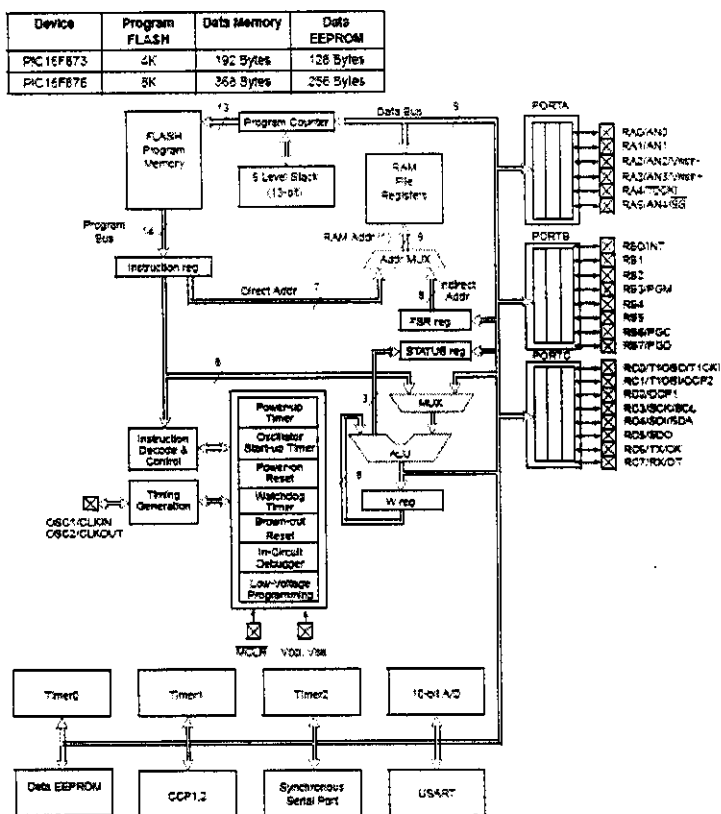 Device Program FLASH Data Memory Data EEPROM
PIC16F873 4K 192 Bytes 128 Bytes
PIC16F876 8K 368 Bytes 256 Bytes
13
Data Bus
8
PORTA
FLASH
Program
Memory
Program Counter
8 Level Stack
(13-bit)
RAM
File
Registers
RA0/AN0
RA1/AN1
RA2/AN2/VREF-
RA3/AN3/VREF+
RA4/T0CKI
RA5/AN4/SS
Program
Bus
14
RAM Addr(1)
9
PORTB
Addr MUX
Instruction reg
Direct Addr
7
8
Indirect
Addr
RB0/INT
RB1
RB2
RB3/PGM
RB4
RB5
RB6/PGC
RB7/PGD
FSR reg
STATUS reg
8
PORTC
3
MUX
RC0/T1OSO/T1CKI
RC1/T1OSI/CCP2
RC2/CCP1
RC3/SCK/SCL
RC4/SDI/SDA
RC5/SDO
RC6/TX/CK
RC7/RX/DT
Power-up
Timer
Instruction
Decode &
Control
Oscillator
Start-up Timer
ALU
Power-on
Reset
8
Timing
Generation
Watchdog
Timer
W reg
OSC1/CLKIN
OSC2/CLKOUT
Brown-out
Reset
In-Circuit
Debugger
Low-Voltage
Programming
MCLR
VDD, VSS
Timer0
Timer1
Timer2
10-bit A/D
Data EEPROM
CCP1,2
Synchronous
Serial Port
USART